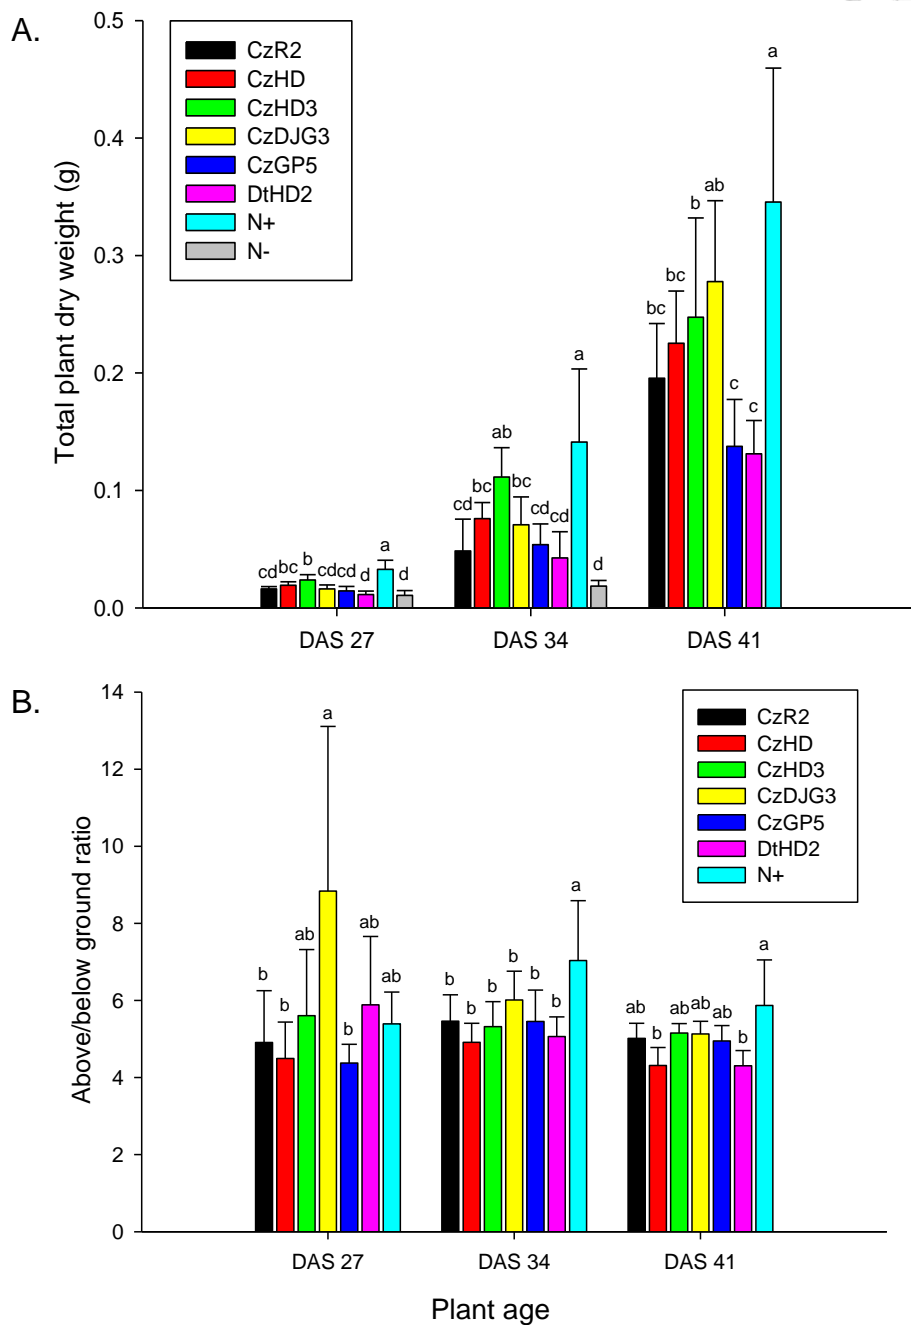 A.
Total plant dry weight (g)
0.5
0.4
0.3
0.2
0.1
0.0
CzR2
CzHD
CzHD3
CzDJG3
CzGP5
DtHD2
N+
N-
cd bc b cd cd d a d
cd bc ab bc cd cd a d
bc bc b ab c c a
DAS 27 DAS 34 DAS 41
B.
Above/below ground ratio
14
12
10
8
6
4
2
0
CzR2
CzHD
CzHD3
CzDJG3
CzGP5
DtHD2
N+
b b ab a b ab ab
b b b b b b a
ab b ab ab ab b a
DAS 27 DAS 34 DAS 41
Plant age